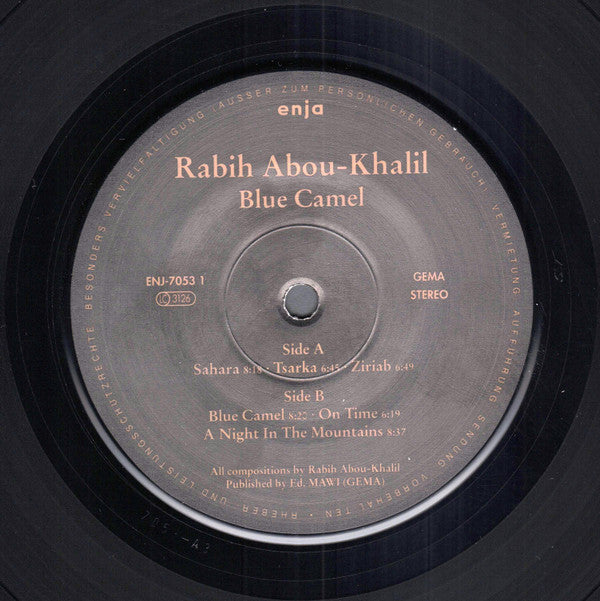 enja
Rabih Abou-Khalil
Blue Camel
ENJ-7053 1
LC 3126
GEMA
STEREO
Side A
Sahara 8:18 · Tsarka 6:45 · Ziriab 6:49
Side B
Blue Camel 8:20 · On Time 6:19
A Night In The Mountains 8:37
All compositions by Rabih Abou-Khalil
Published by Ed. MAWI (GEMA)
RHEBER - UND LEISTUNGSSCHUTZRECHTE · BESONDERS VERVIELFALTIGUNG (AUSSER ZUM PERSÖNLICHEN GEBRAUCH) VERMIETUNG AUFFÜHRUNG SENDUNG VORBEHALTEN ·